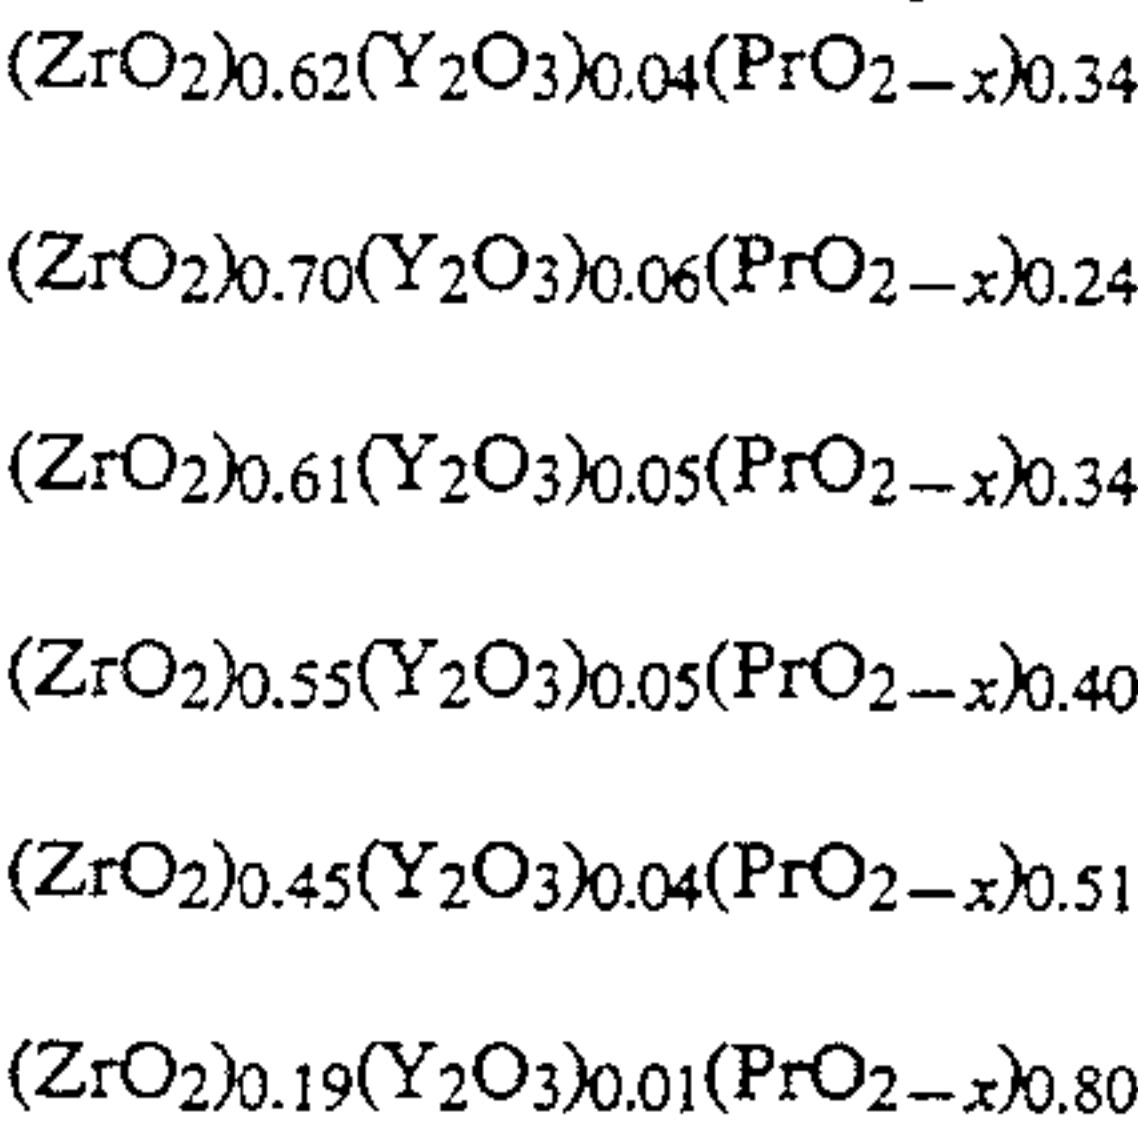 (ZrO₂)₀.₆₂(Y₂O₃)₀.₀₄(PrO₂₋ₓ)₀.₃₄
(ZrO₂)₀.₇₀(Y₂O₃)₀.₀₆(PrO₂₋ₓ)₀.₂₄
(ZrO₂)₀.₆₁(Y₂O₃)₀.₀₅(PrO₂₋ₓ)₀.₃₄
(ZrO₂)₀.₅₅(Y₂O₃)₀.₀₅(PrO₂₋ₓ)₀.₄₀
(ZrO₂)₀.₄₅(Y₂O₃)₀.₀₄(PrO₂₋ₓ)₀.₅₁
(ZrO₂)₀.₁₉(Y₂O₃)₀.₀₁(PrO₂₋ₓ)₀.₈₀